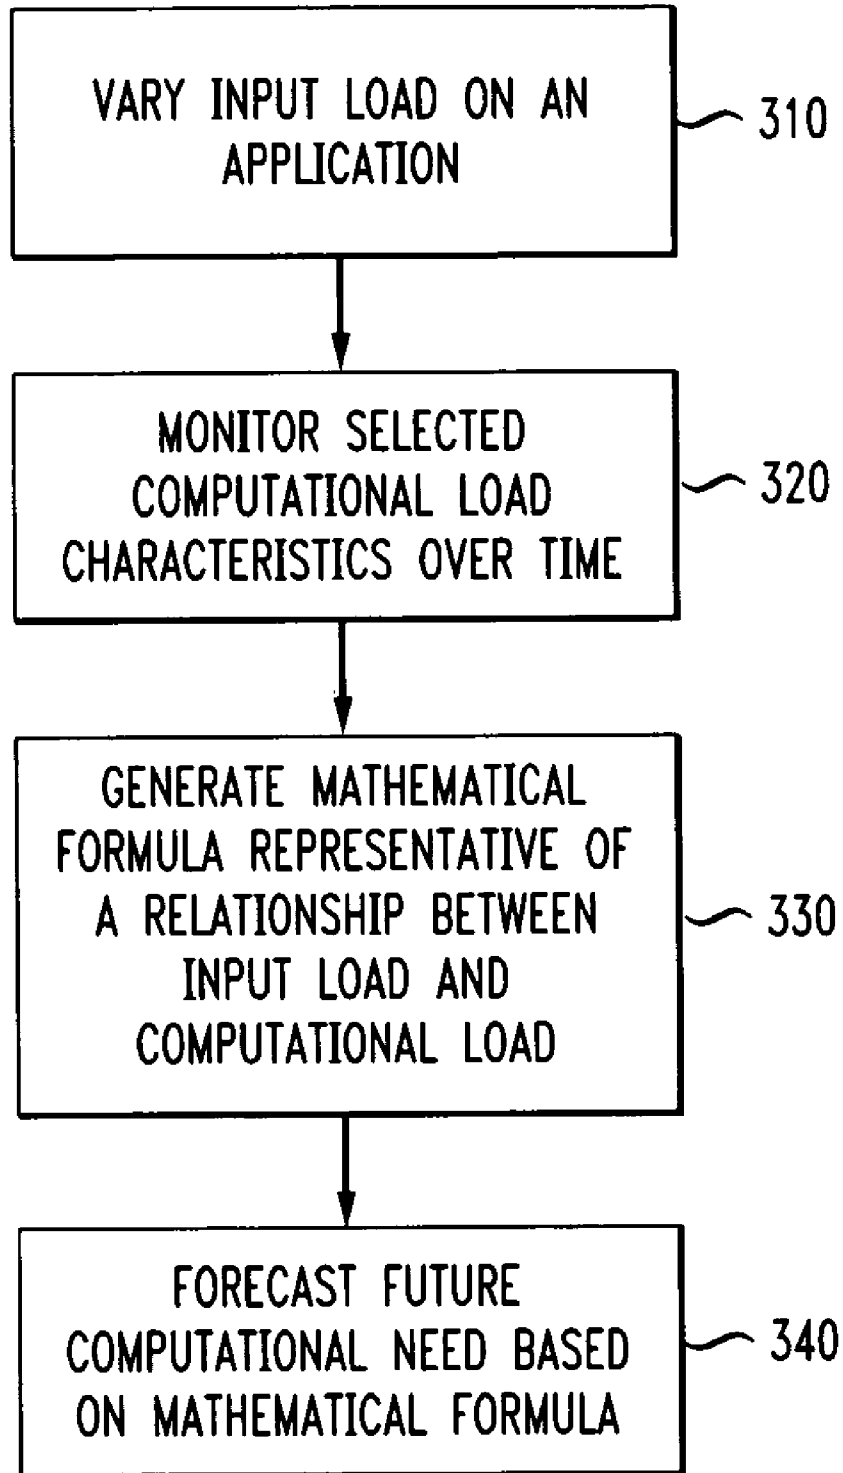 VARY INPUT LOAD ON AN
APPLICATION
310
MONITOR SELECTED
COMPUTATIONAL LOAD
CHARACTERISTICS OVER TIME
320
GENERATE MATHEMATICAL
FORMULA REPRESENTATIVE OF
A RELATIONSHIP BETWEEN
INPUT LOAD AND
COMPUTATIONAL LOAD
330
FORECAST FUTURE
COMPUTATIONAL NEED BASED
ON MATHEMATICAL FORMULA
340